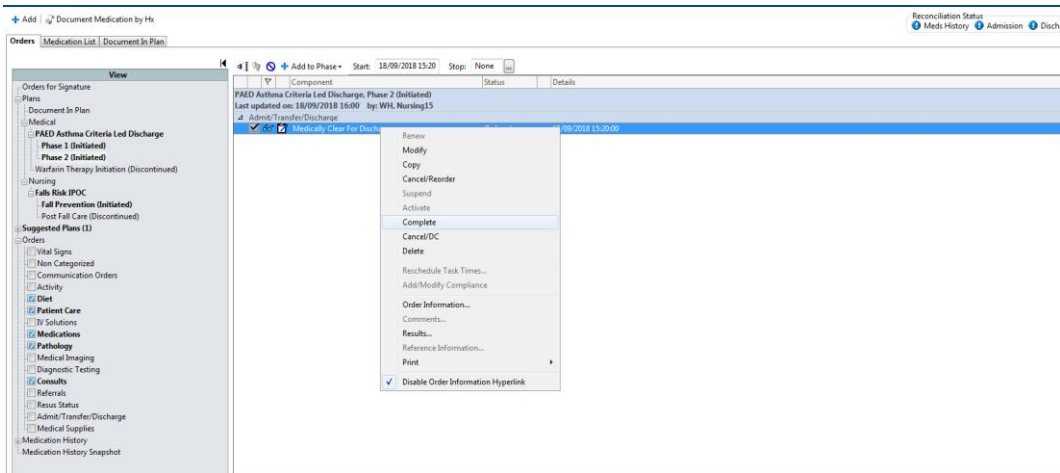 Add Document Medication by Hx
Reconciliation Status
Meds History Admission Disch
Orders Medication List Document In Plan
View
Orders for Signature
Plans
Document In Plan
Medical
PAED Asthma Criteria Led Discharge
Phase 1 (Initiated)
Phase 2 (Initiated)
Warfarin Therapy Initiation (Discontinued)
Nursing
Falls Risk IPOC
Fall Prevention (Initiated)
Post Fall Care (Discontinued)
Suggested Plans (1)
Orders
Vital Signs
Non Categorized
Communication Orders
Activity
Diet
Patient Care
IV Solutions
Medications
Pathology
Medical Imaging
Diagnostic Testing
Consults
Referrals
Resus Status
Admit/Transfer/Discharge
Medical Supplies
Medication History
Medication History Snapshot
Add to Phase Start: 18/09/2018 15:20 Stop: None ...
Component Status Details
PAED Asthma Criteria Led Discharge, Phase 2 (Initiated)
Last updated on: 18/09/2018 16:00 by: WH, Nursing15
Admit/Transfer/Discharge
Medically Clear For Discha /09/2018 15:20:00
Renew
Modify
Copy
Cancel/Reorder
Suspend
Activate
Complete
Cancel/DC
Delete
Reschedule Task Times...
Add/Modify Compliance
Order Information...
Comments...
Results...
Reference Information...
Print
Disable Order Information Hyperlink